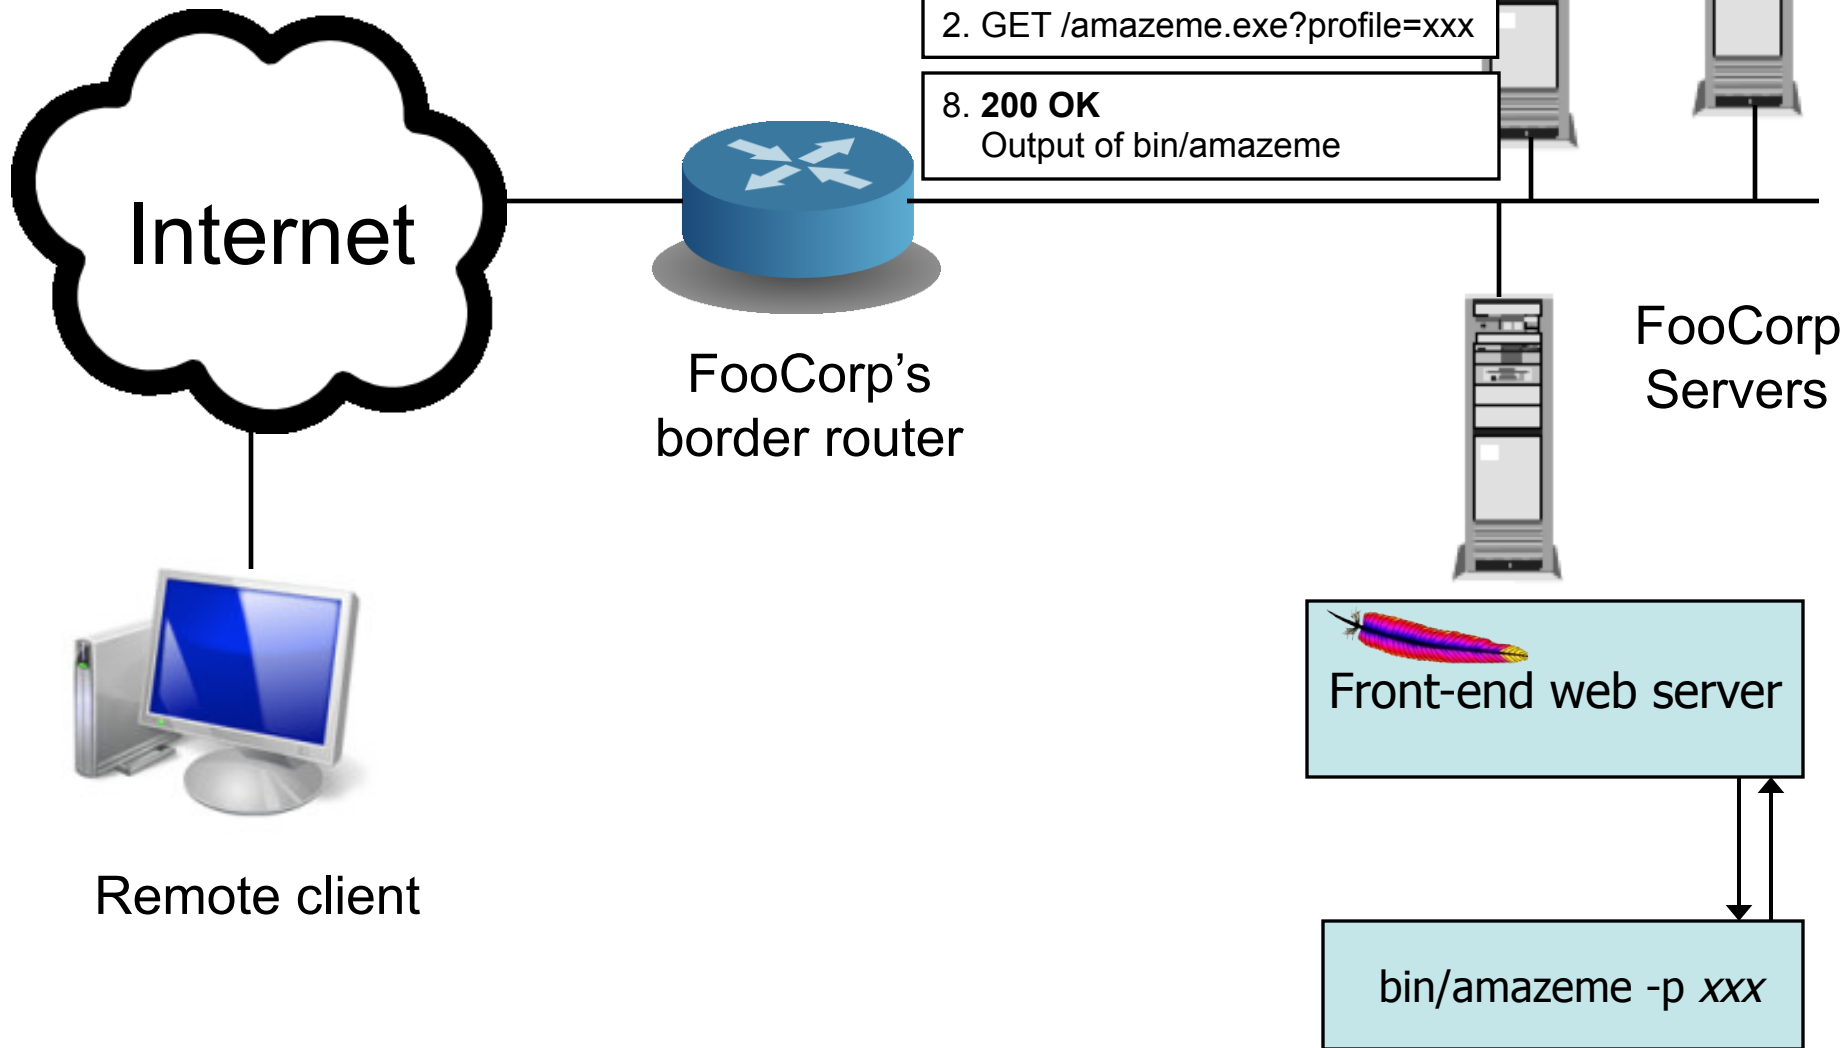 2. GET /amazeme.exe?profile=xxx
8. 200 OK
Output of bin/amazeme
Internet
FooCorp's
border router
FooCorp
Servers
Remote client
Front-end web server
bin/amazeme -p xxx